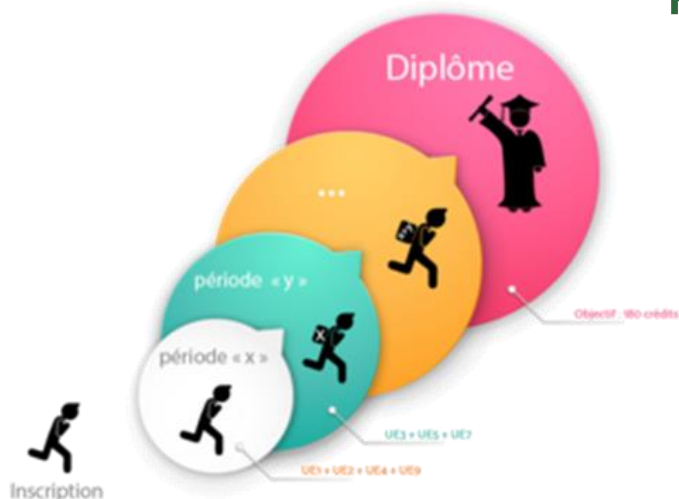 Diplôme
...
période « y »
Objectif : 180 crédits
X
période « x »
UE3 + UE5 + UE7
UE1 + UE2 + UE4 + UE9
Inscription